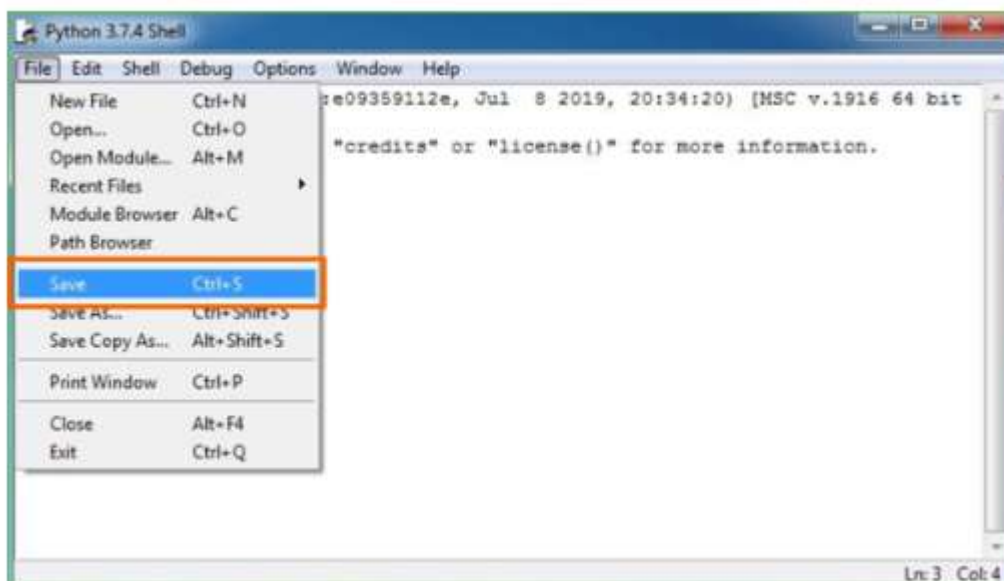 Python 3.7.4 Shell
File Edit Shell Debug Options Window Help
New File Ctrl+N
Open... Ctrl+O
Open Module... Alt+M
Recent Files
Module Browser Alt+C
Path Browser
Save Ctrl+S
Save As... Ctrl+Shift+S
Save Copy As... Alt+Shift+S
Print Window Ctrl+P
Close Alt+F4
Exit Ctrl+Q
:e09359112e, Jul 8 2019, 20:34:20) [MSC v.1916 64 bit
"credits" or "license()" for more information.
Ln: 3 Col: 4